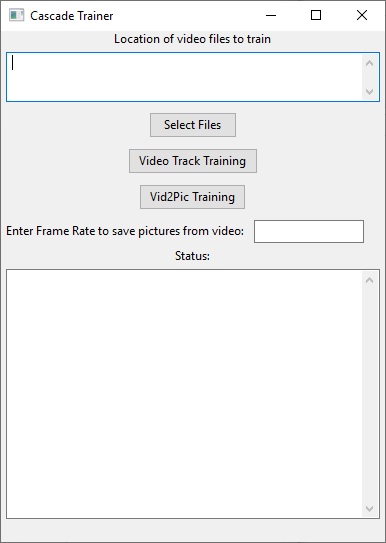 Cascade Trainer
Location of video files to train
Select Files
Video Track Training
Vid2Pic Training
Enter Frame Rate to save pictures from video:
Status: